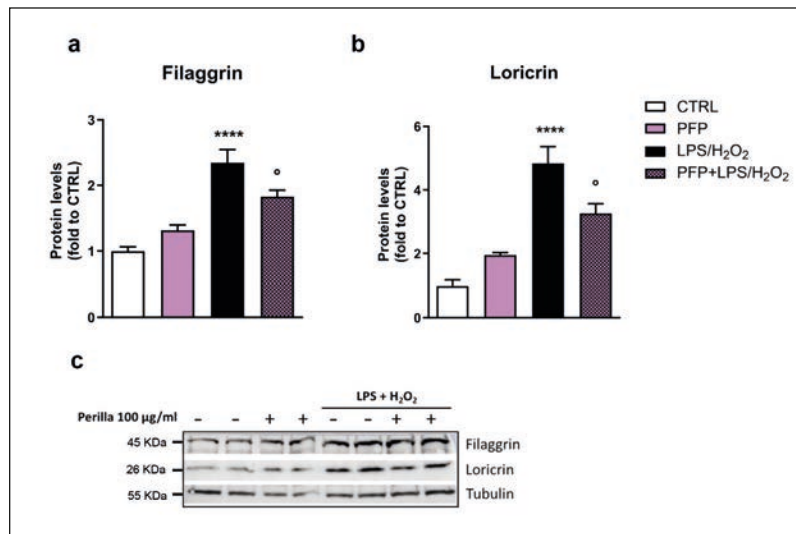 a
Filaggrin
Protein levels
(fold to CTRL)
3
2
1
0
****
°
b
Loricrin
Protein levels
(fold to CTRL)
6
4
2
0
****
°
CTRL
PFP
LPS/H₂O₂
PFP+LPS/H₂O₂
c
LPS + H₂O₂
Perilla 100 µg/ml – – + + – – + +
45 KDa Filaggrin
26 KDa Loricrin
55 KDa Tubulin